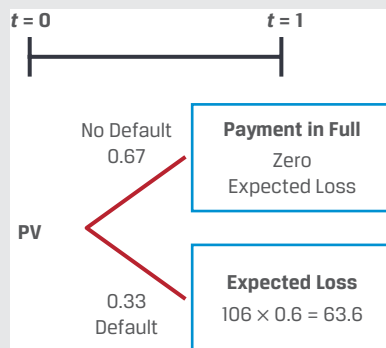 t = 0
t = 1
No Default
0.67
Payment in Full
Zero
Expected Loss
PV
0.33
Default
Expected Loss
106 × 0.6 = 63.6